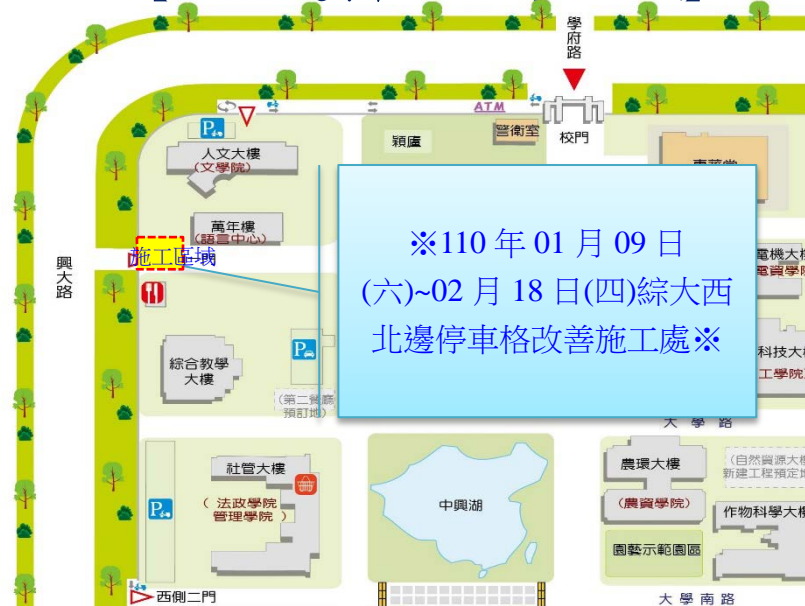 學府路
ATM
警衛室
校門
人文大樓
(文學院)
穎廬
萬年樓
(語言中心)
施工區域
興大路
※110 年 01 月 09 日
(六)~02 月 18 日(四)綜大西
北邊停車格改善施工處※
電機大
電資學院
綜合教學
大樓
P
(第二餐廳
預訂地)
科技大
工學院
大學路
社管大樓
(法政學院
管理學院)
P
中興湖
農環大樓
(農資學院)
(自然資源大樓
新建工程預定地
作物科學大樓
園藝示範園區
西側二門
大學南路
P